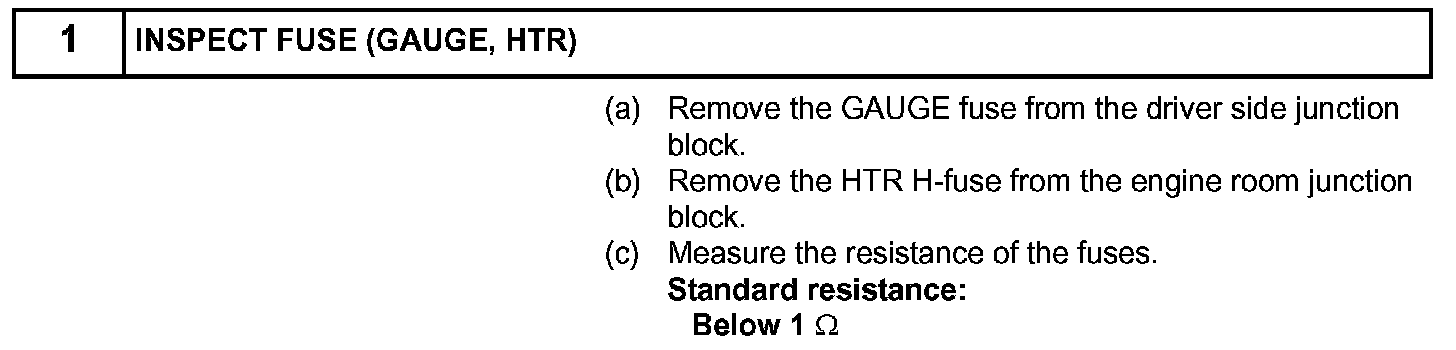 1 INSPECT FUSE (GAUGE, HTR)
(a) Remove the GAUGE fuse from the driver side junction
block.
(b) Remove the HTR H-fuse from the engine room junction
block.
(c) Measure the resistance of the fuses.
Standard resistance:
Below 1 Ω